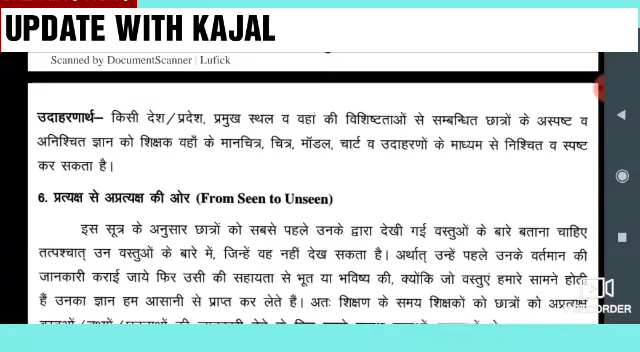 UPDATE WITH KAJAL
Scanned by DocumentScanner | Lufick
उदाहरणार्थ– किसी देश/प्रदेश, प्रमुख स्थल व वहां की विशिष्टताओं से सम्बन्धित छात्रों के अस्पष्ट व
अनिश्चित ज्ञान को शिक्षक वहाँ के मानचित्र, चित्र, मॉडल, चार्ट व उदाहरणों के माध्यम से निश्चित व स्पष्ट
कर सकता है।
6. प्रत्यक्ष से अप्रत्यक्ष की ओर (From Seen to Unseen)
इस सूत्र के अनुसार छात्रों को सबसे पहले उनके द्वारा देखी गई वस्तुओं के बारे बताना चाहिए
तत्पश्चात् उन वस्तुओं के बारे में, जिन्हें वह नहीं देख सकता है। अर्थात् उन्हें पहले उनके वर्तमान की
जानकारी कराई जाये फिर उसी की सहायता से भूत या भविष्य की, क्योंकि जो वस्तुएं हमारे सामने होती
हैं उनका ज्ञान हम आसानी से प्राप्त कर लेते हैं। अतः शिक्षण के समय शिक्षकों को छात्रों को अप्रत्यक्ष
RECORDER